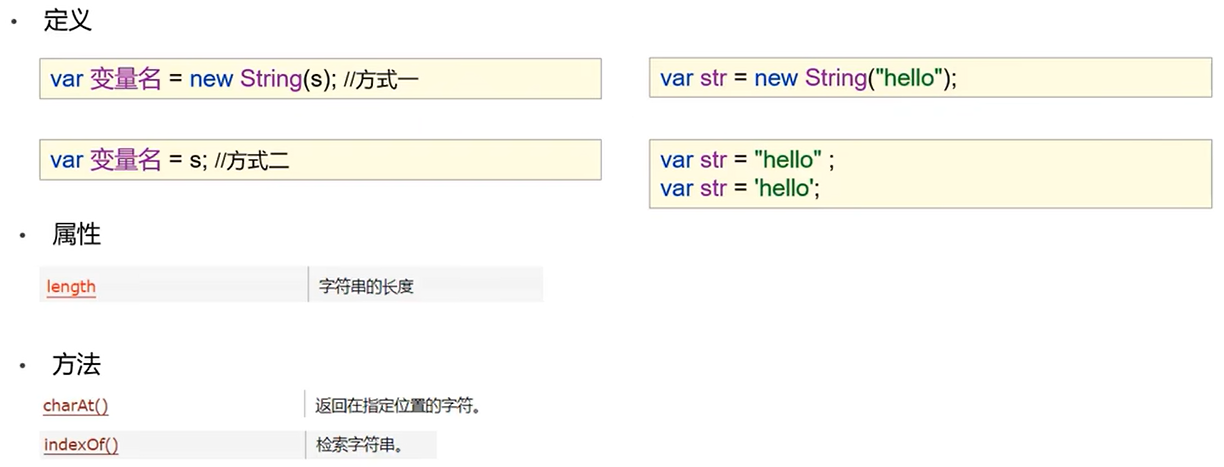 • 定义
var 变量名 = new String(s); //方式一
var str = new String("hello");
var 变量名 = s; //方式二
var str = "hello" ;
var str = 'hello';
• 属性
length 字符串的长度
• 方法
charAt() 返回在指定位置的字符。
indexOf() 检索字符串。